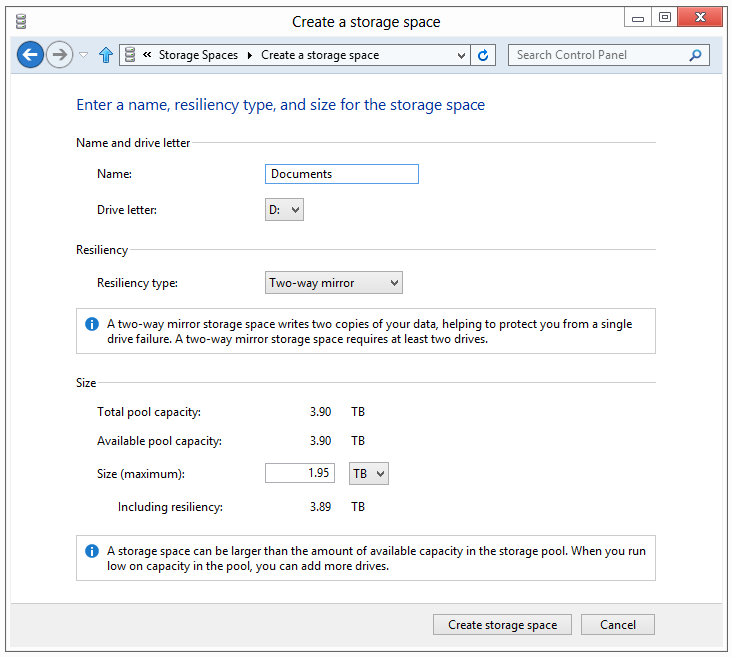 Create a storage space
« Storage Spaces Create a storage space
Search Control Panel
Enter a name, resiliency type, and size for the storage space
Name and drive letter
Name: Documents
Drive letter: D:
Resiliency
Resiliency type: Two-way mirror
A two-way mirror storage space writes two copies of your data, helping to protect you from a single
drive failure. A two-way mirror storage space requires at least two drives.
Size
Total pool capacity: 3.90 TB
Available pool capacity: 3.90 TB
Size (maximum): 1.95 TB
Including resiliency: 3.89 TB
A storage space can be larger than the amount of available capacity in the storage pool. When you run
low on capacity in the pool, you can add more drives.
Create storage space Cancel